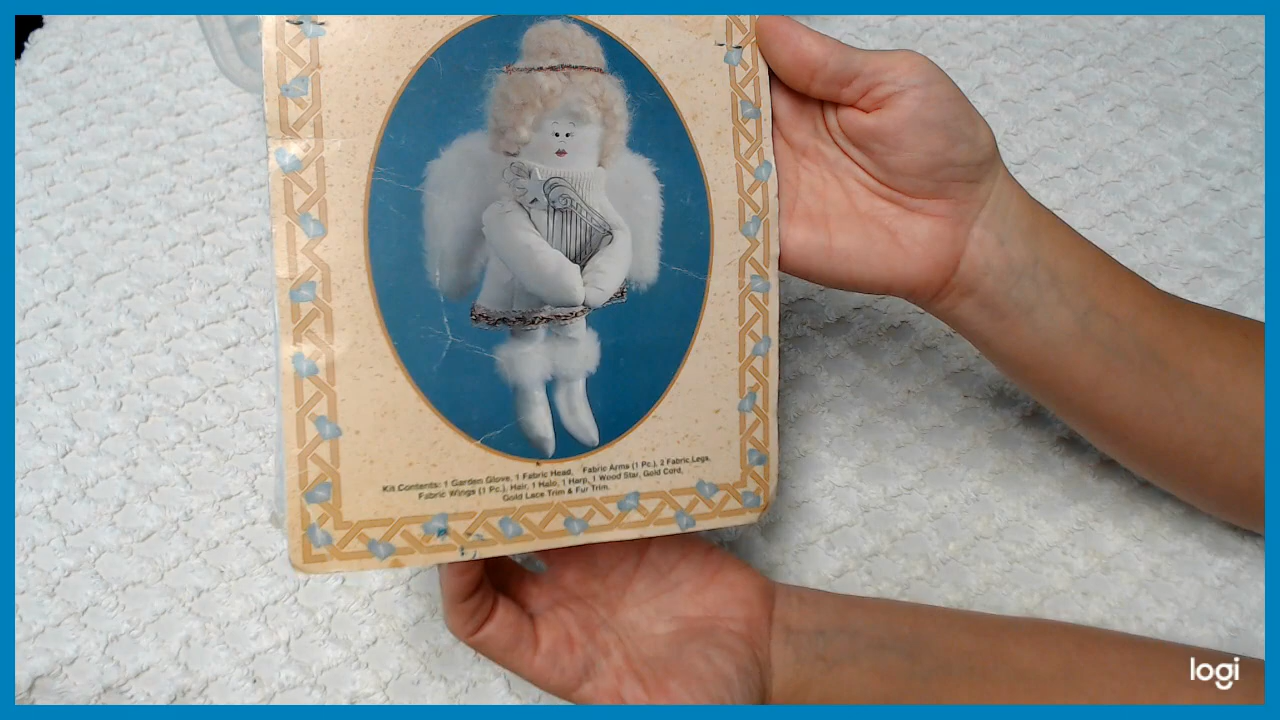 Kit Contents: 1 Garden Glove, 1 Fabric Head, Fabric Arms (1 Pc.), 2 Fabric Legs,
Fabric Wings (1 Pc.), Hair, 1 Halo, 1 Harp, 1 Wood Star, Gold Cord,
Gold Lace Trim & Fur Trim.
logi